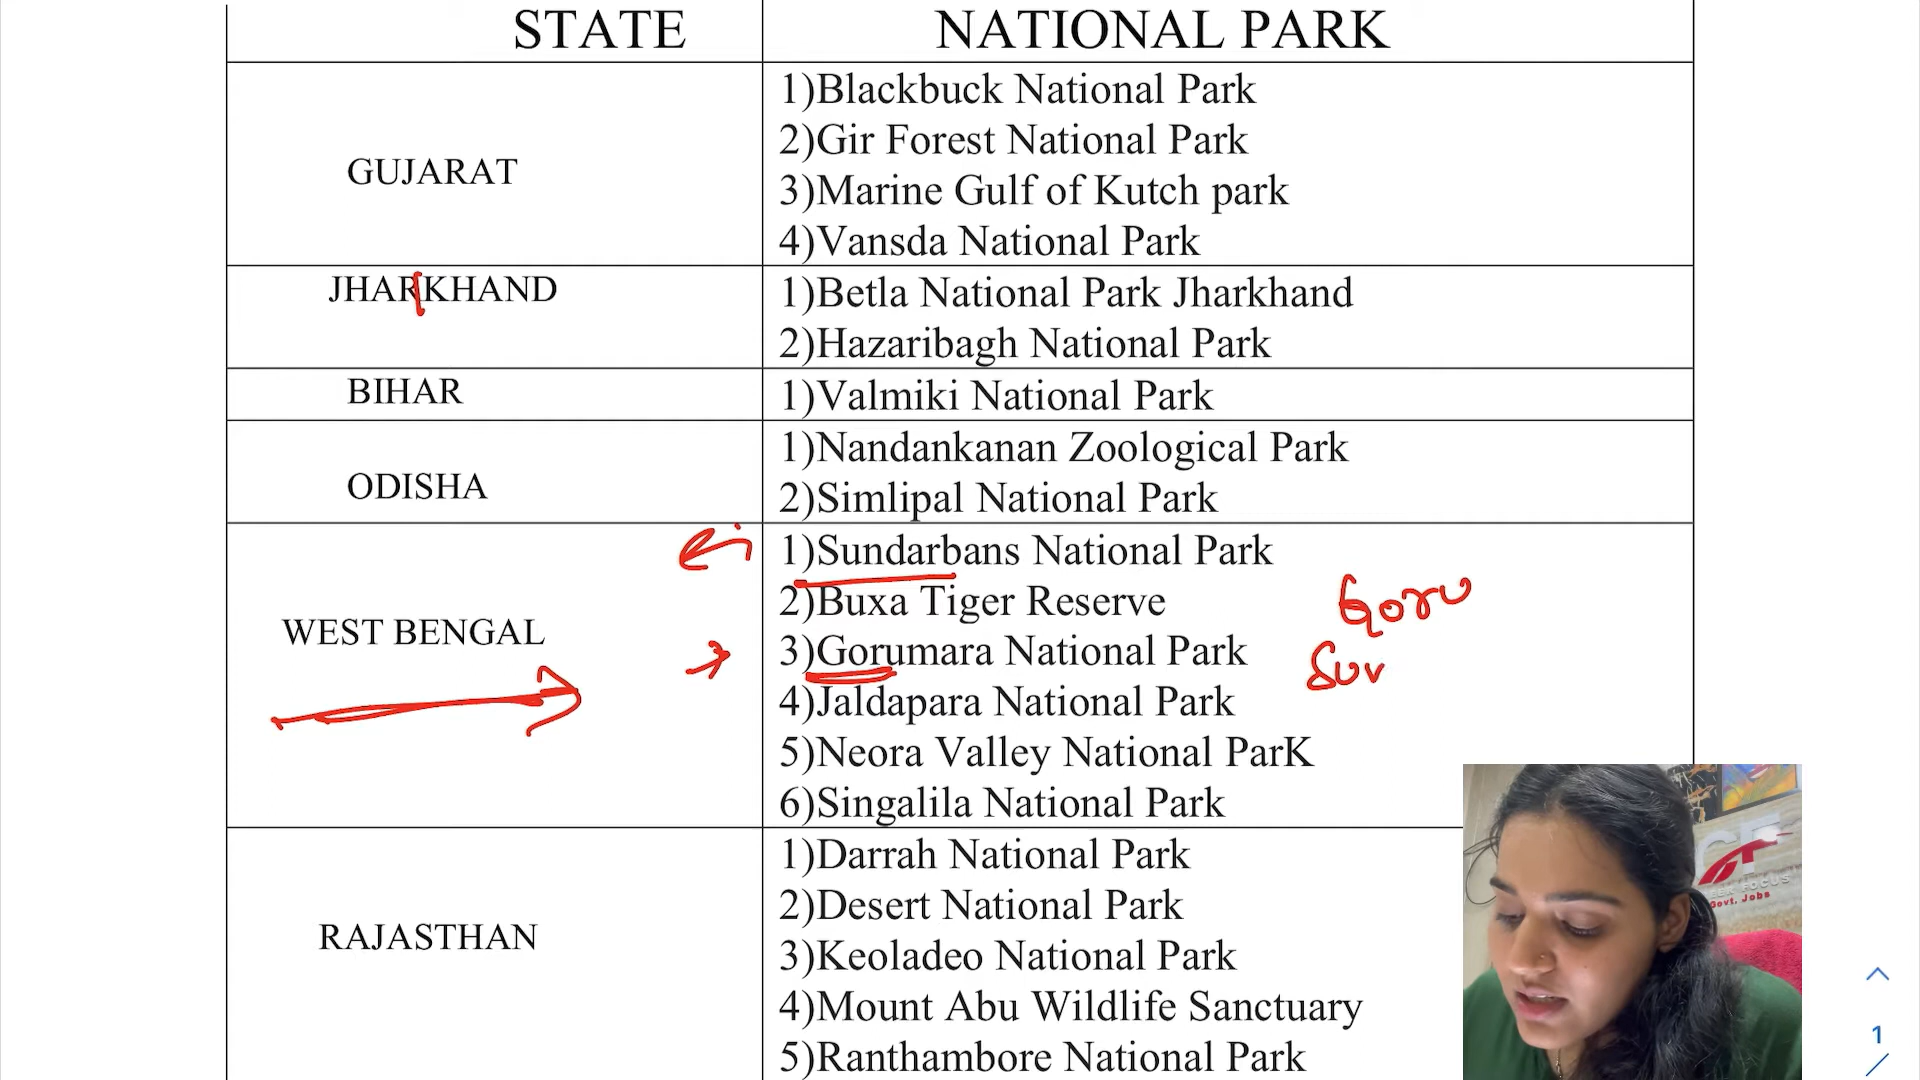 STATE NATIONAL PARK
GUJARAT
1)Blackbuck National Park
2)Gir Forest National Park
3)Marine Gulf of Kutch park
4)Vansda National Park
JHARKHAND
1)Betla National Park Jharkhand
2)Hazaribagh National Park
BIHAR
1)Valmiki National Park
ODISHA
1)Nandankanan Zoological Park
2)Simlipal National Park
WEST BENGAL
1)Sundarbans National Park
2)Buxa Tiger Reserve
3)Gorumara National Park
4)Jaldapara National Park
5)Neora Valley National ParK
6)Singalila National Park
Goru
RAJASTHAN
1)Darrah National Park
2)Desert National Park
3)Keoladeo National Park
4)Mount Abu Wildlife Sanctuary
5)Ranthambore National Park
FOCUS
Govt. Jobs
1